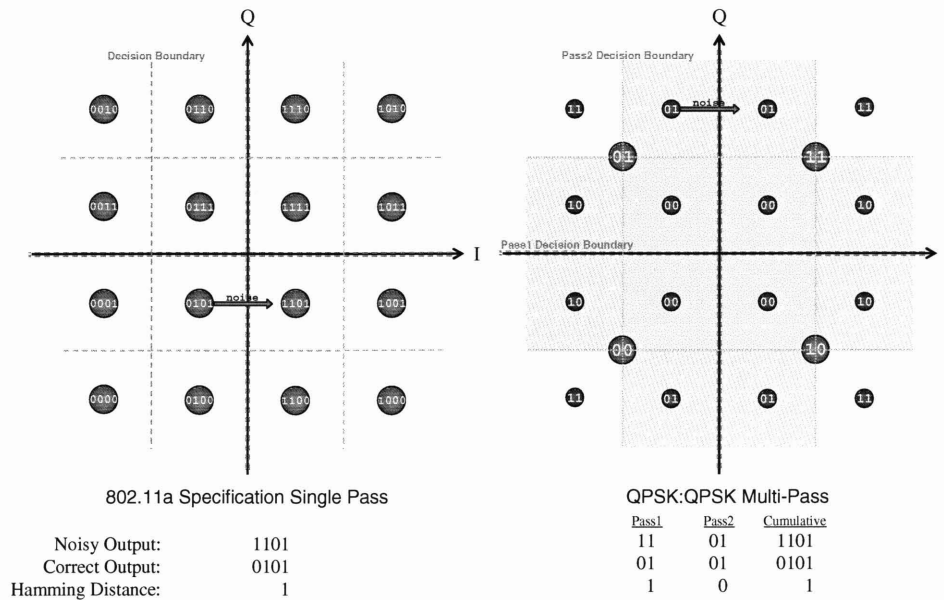 Q
Q
Decision Boundary
Pass2 Decision Boundary
0010 0110 1110 1010
11 01 noise 01 11
01 11
0011 0111 1111 1011
10 00 00 10
Pass1 Decision Boundary
I
0001 0101 noise 1101 1001
10 00 00 10
00 10
0000 0100 1100 1000
11 01 01 11
802.11a Specification Single Pass
QPSK:QPSK Multi-Pass
Pass1 Pass2 Cumulative
Noisy Output: 1101
11 01 1101
Correct Output: 0101
01 01 0101
Hamming Distance: 1
1 0 1